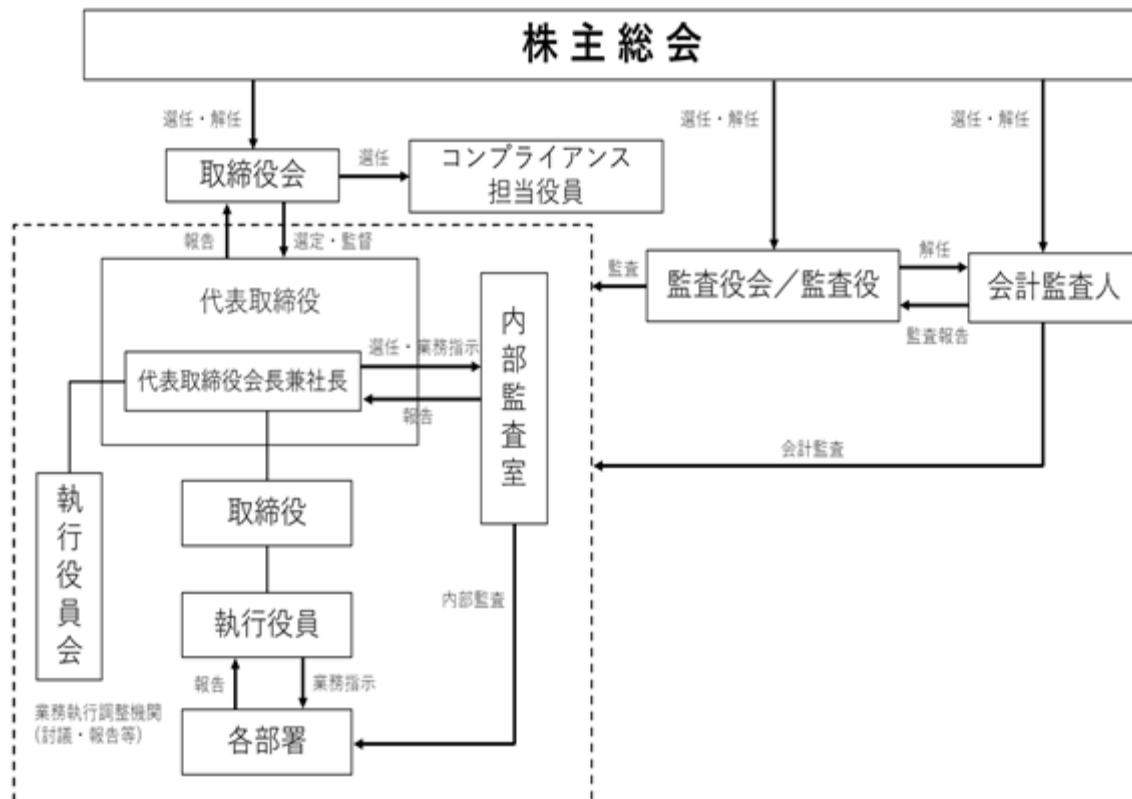 株主総会
選任・解任
選任・解任
選任・解任
取締役会
選任
コンプライアンス
担当役員
報告
選定・監督
監査
監査役会／監査役
解任
監査報告
会計監査人
代表取締役
代表取締役会長兼社長
選任・業務指示
報告
内部監査室
会計監査
執行役員会
取締役
執行役員
内部監査
報告
業務指示
業務執行調整機関
(討議・報告等)
各部署